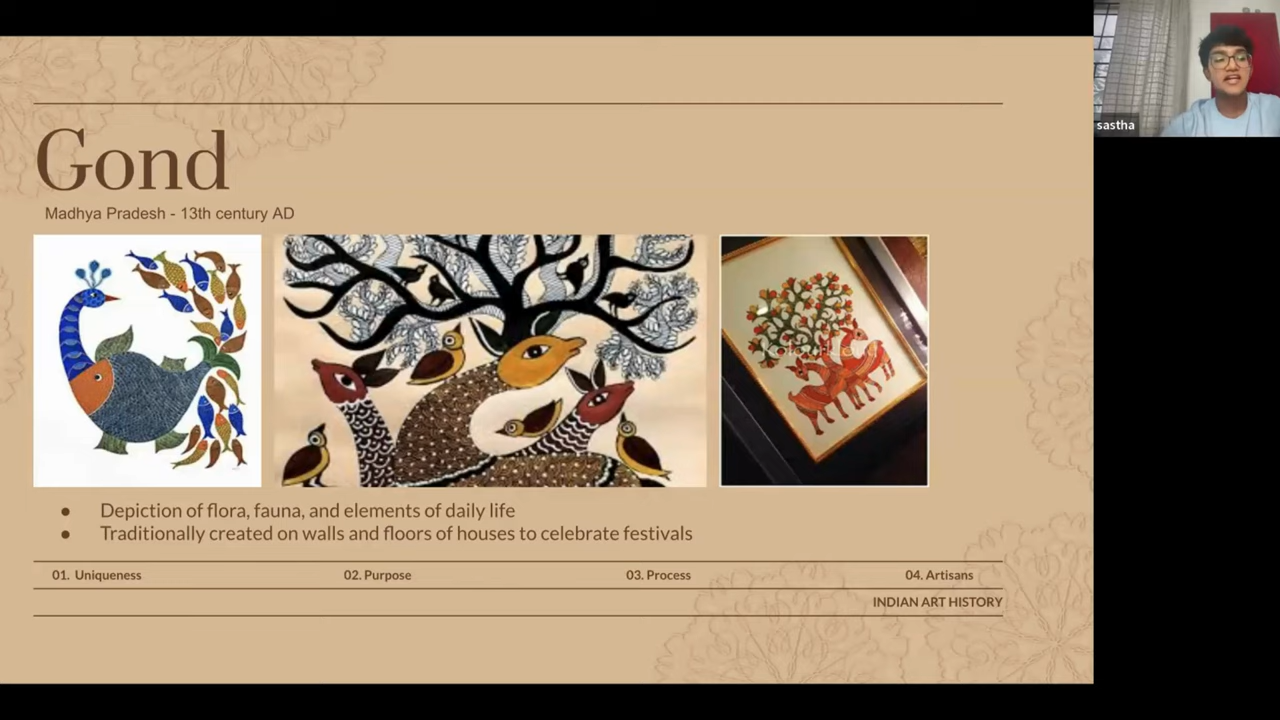 sastha
Gond
Madhya Pradesh - 13th century AD
● Depiction of flora, fauna, and elements of daily life
● Traditionally created on walls and floors of houses to celebrate festivals
01. Uniqueness
02. Purpose
03. Process
04. Artisans
INDIAN ART HISTORY